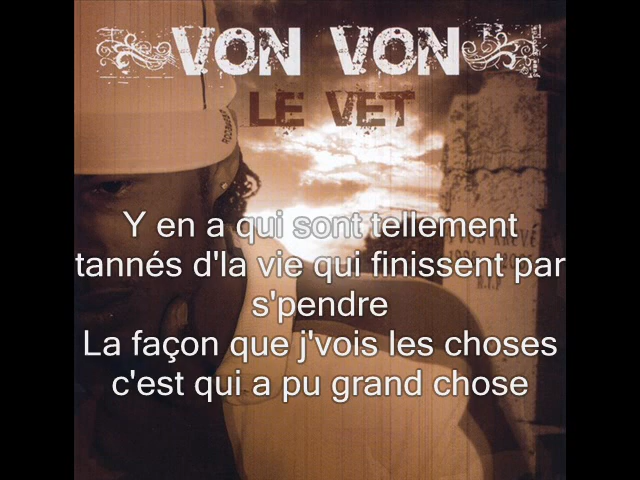 VON VON
LE VET
Y en a qui sont tellement
tannés d'la vie qui finissent par
s'pendre
La façon que j'vois les choses
c'est qui a pu grand chose
R.I.P